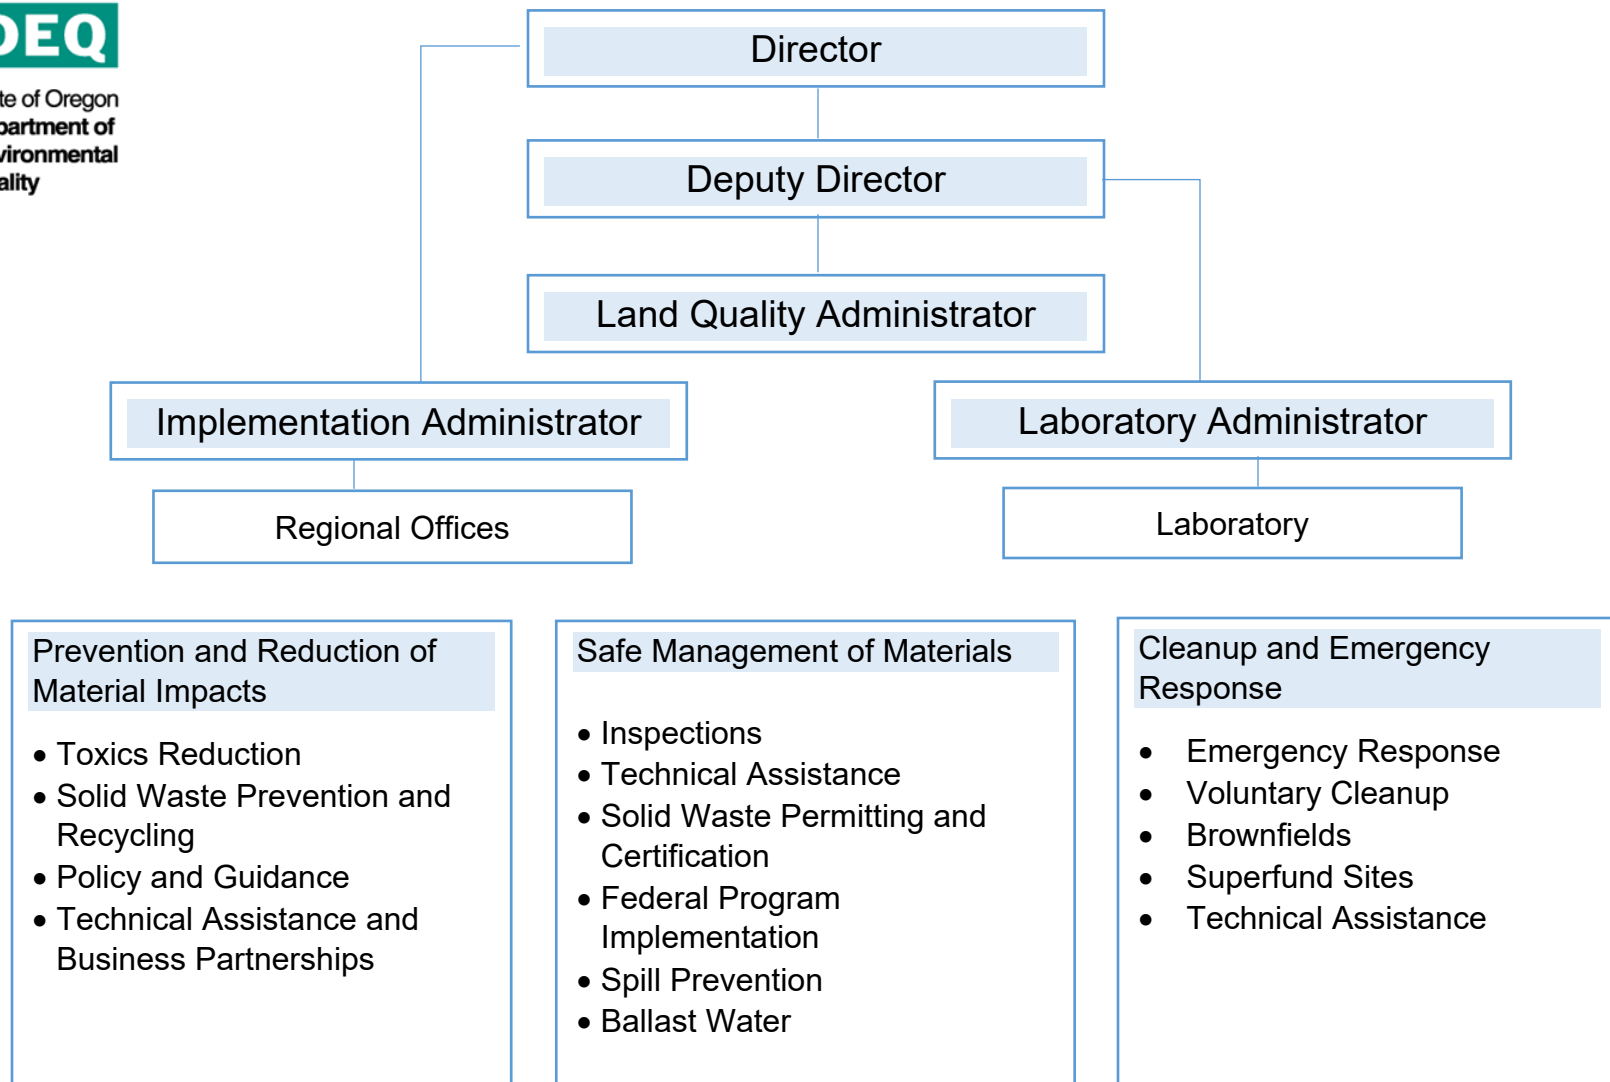 DEQ
te of Oregon
partment of
vironmental
ality
Director
Deputy Director
Land Quality Administrator
Implementation Administrator
Laboratory Administrator
Regional Offices
Laboratory
Prevention and Reduction of
Material Impacts
• Toxics Reduction
• Solid Waste Prevention and
Recycling
• Policy and Guidance
• Technical Assistance and
Business Partnerships
Safe Management of Materials
• Inspections
• Technical Assistance
• Solid Waste Permitting and
Certification
• Federal Program
Implementation
• Spill Prevention
• Ballast Water
Cleanup and Emergency
Response
• Emergency Response
• Voluntary Cleanup
• Brownfields
• Superfund Sites
• Technical Assistance